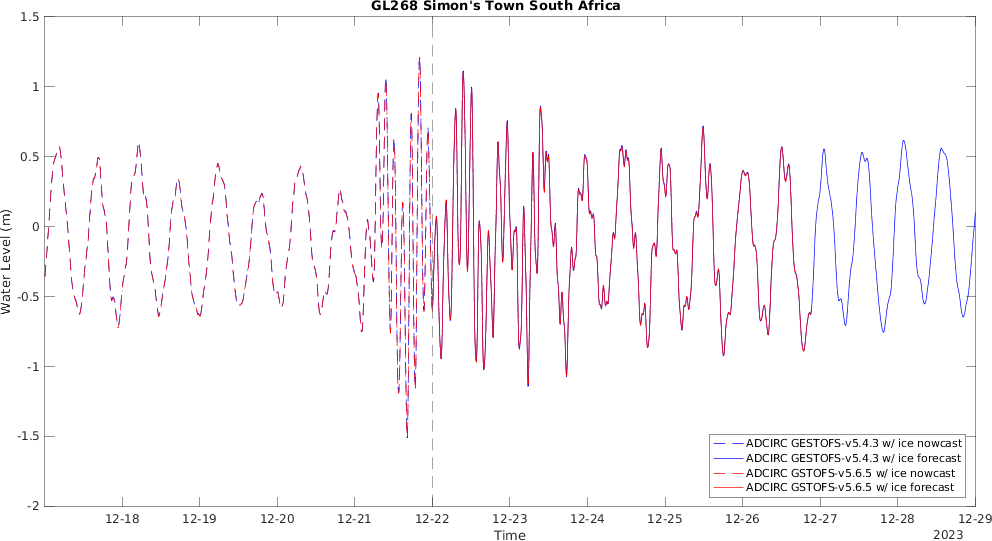 GL268 Simon's Town South Africa
1.5
1
0.5
0
-0.5
-1
-1.5
-2
Water Level (m)
ADCIRC GESTOFS-v5.4.3 w/ ice nowcast
ADCIRC GESTOFS-v5.4.3 w/ ice forecast
ADCIRC GSTOFS-v5.6.5 w/ ice nowcast
ADCIRC GSTOFS-v5.6.5 w/ ice forecast
12-18 12-19 12-20 12-21 12-22 12-23 12-24 12-25 12-26 12-27 12-28 12-29
Time
2023